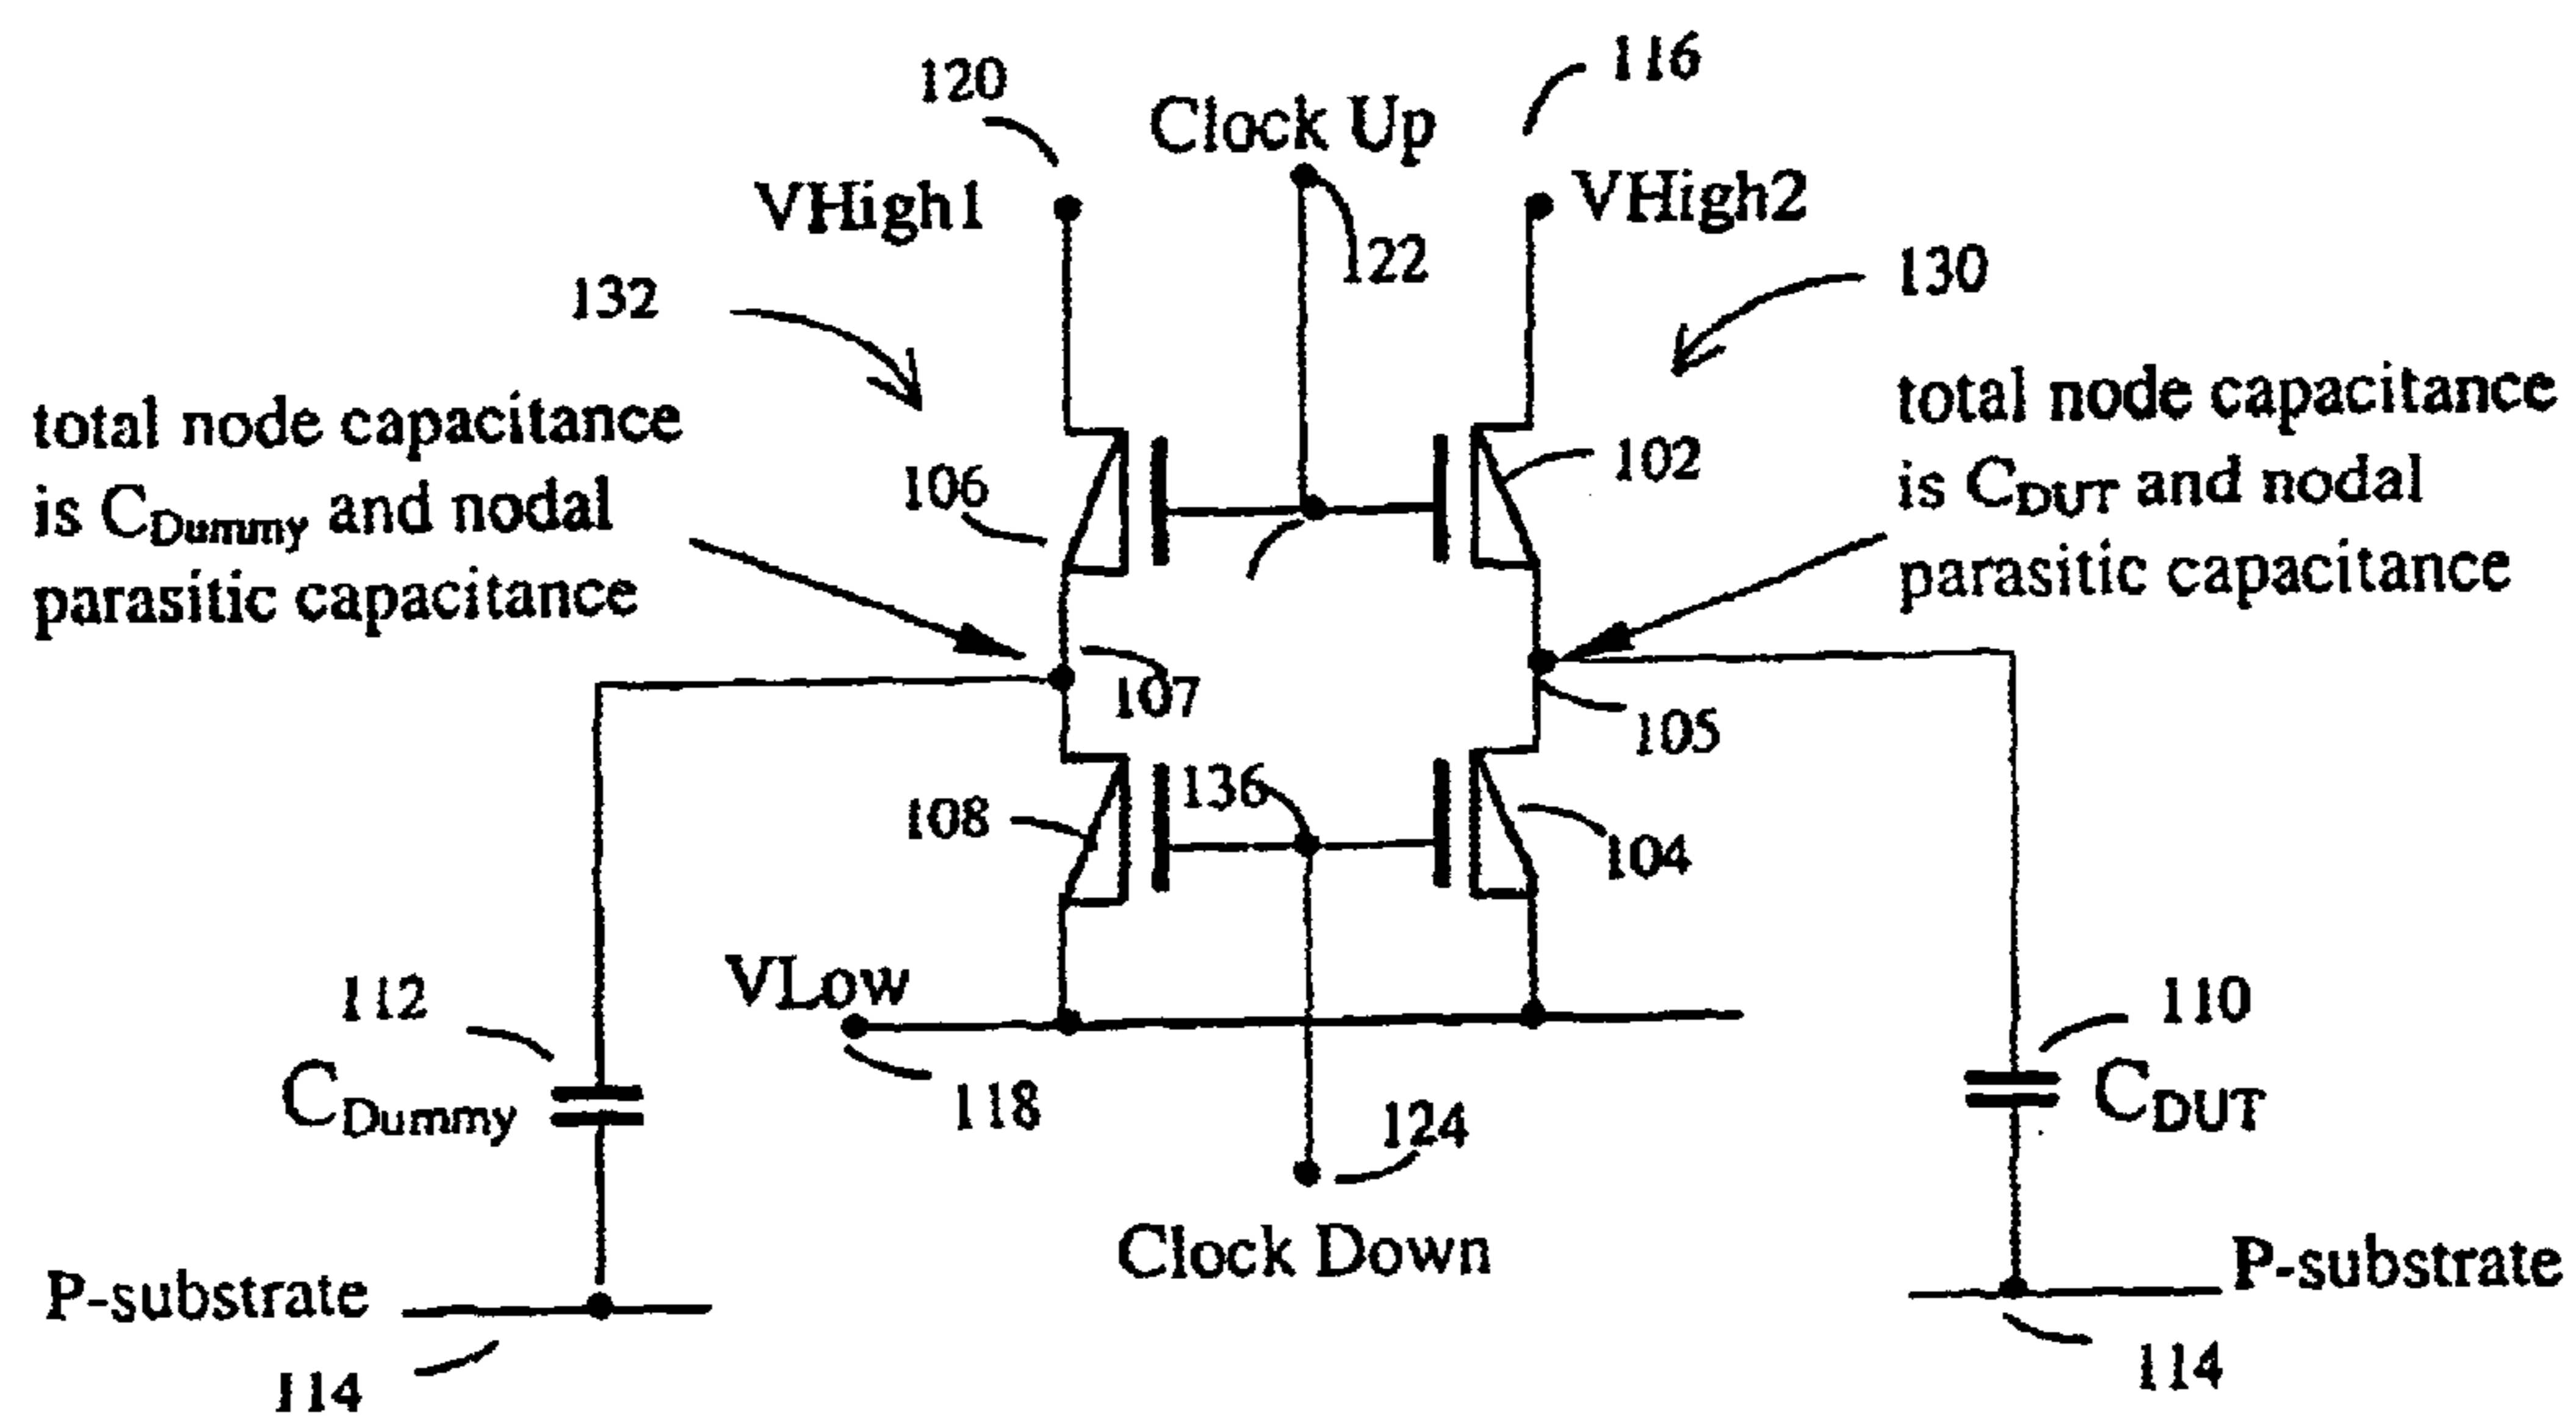 116
120
Clock Up
VHigh1
VHigh2
122
132
130
total node capacitance
is CDummy and nodal
parasitic capacitance
total node capacitance
is CDUT and nodal
parasitic capacitance
106
102
107
105
136
108
104
VLow
112
110
CDummy
118
CDUT
124
Clock Down
P-substrate
P-substrate
114
114